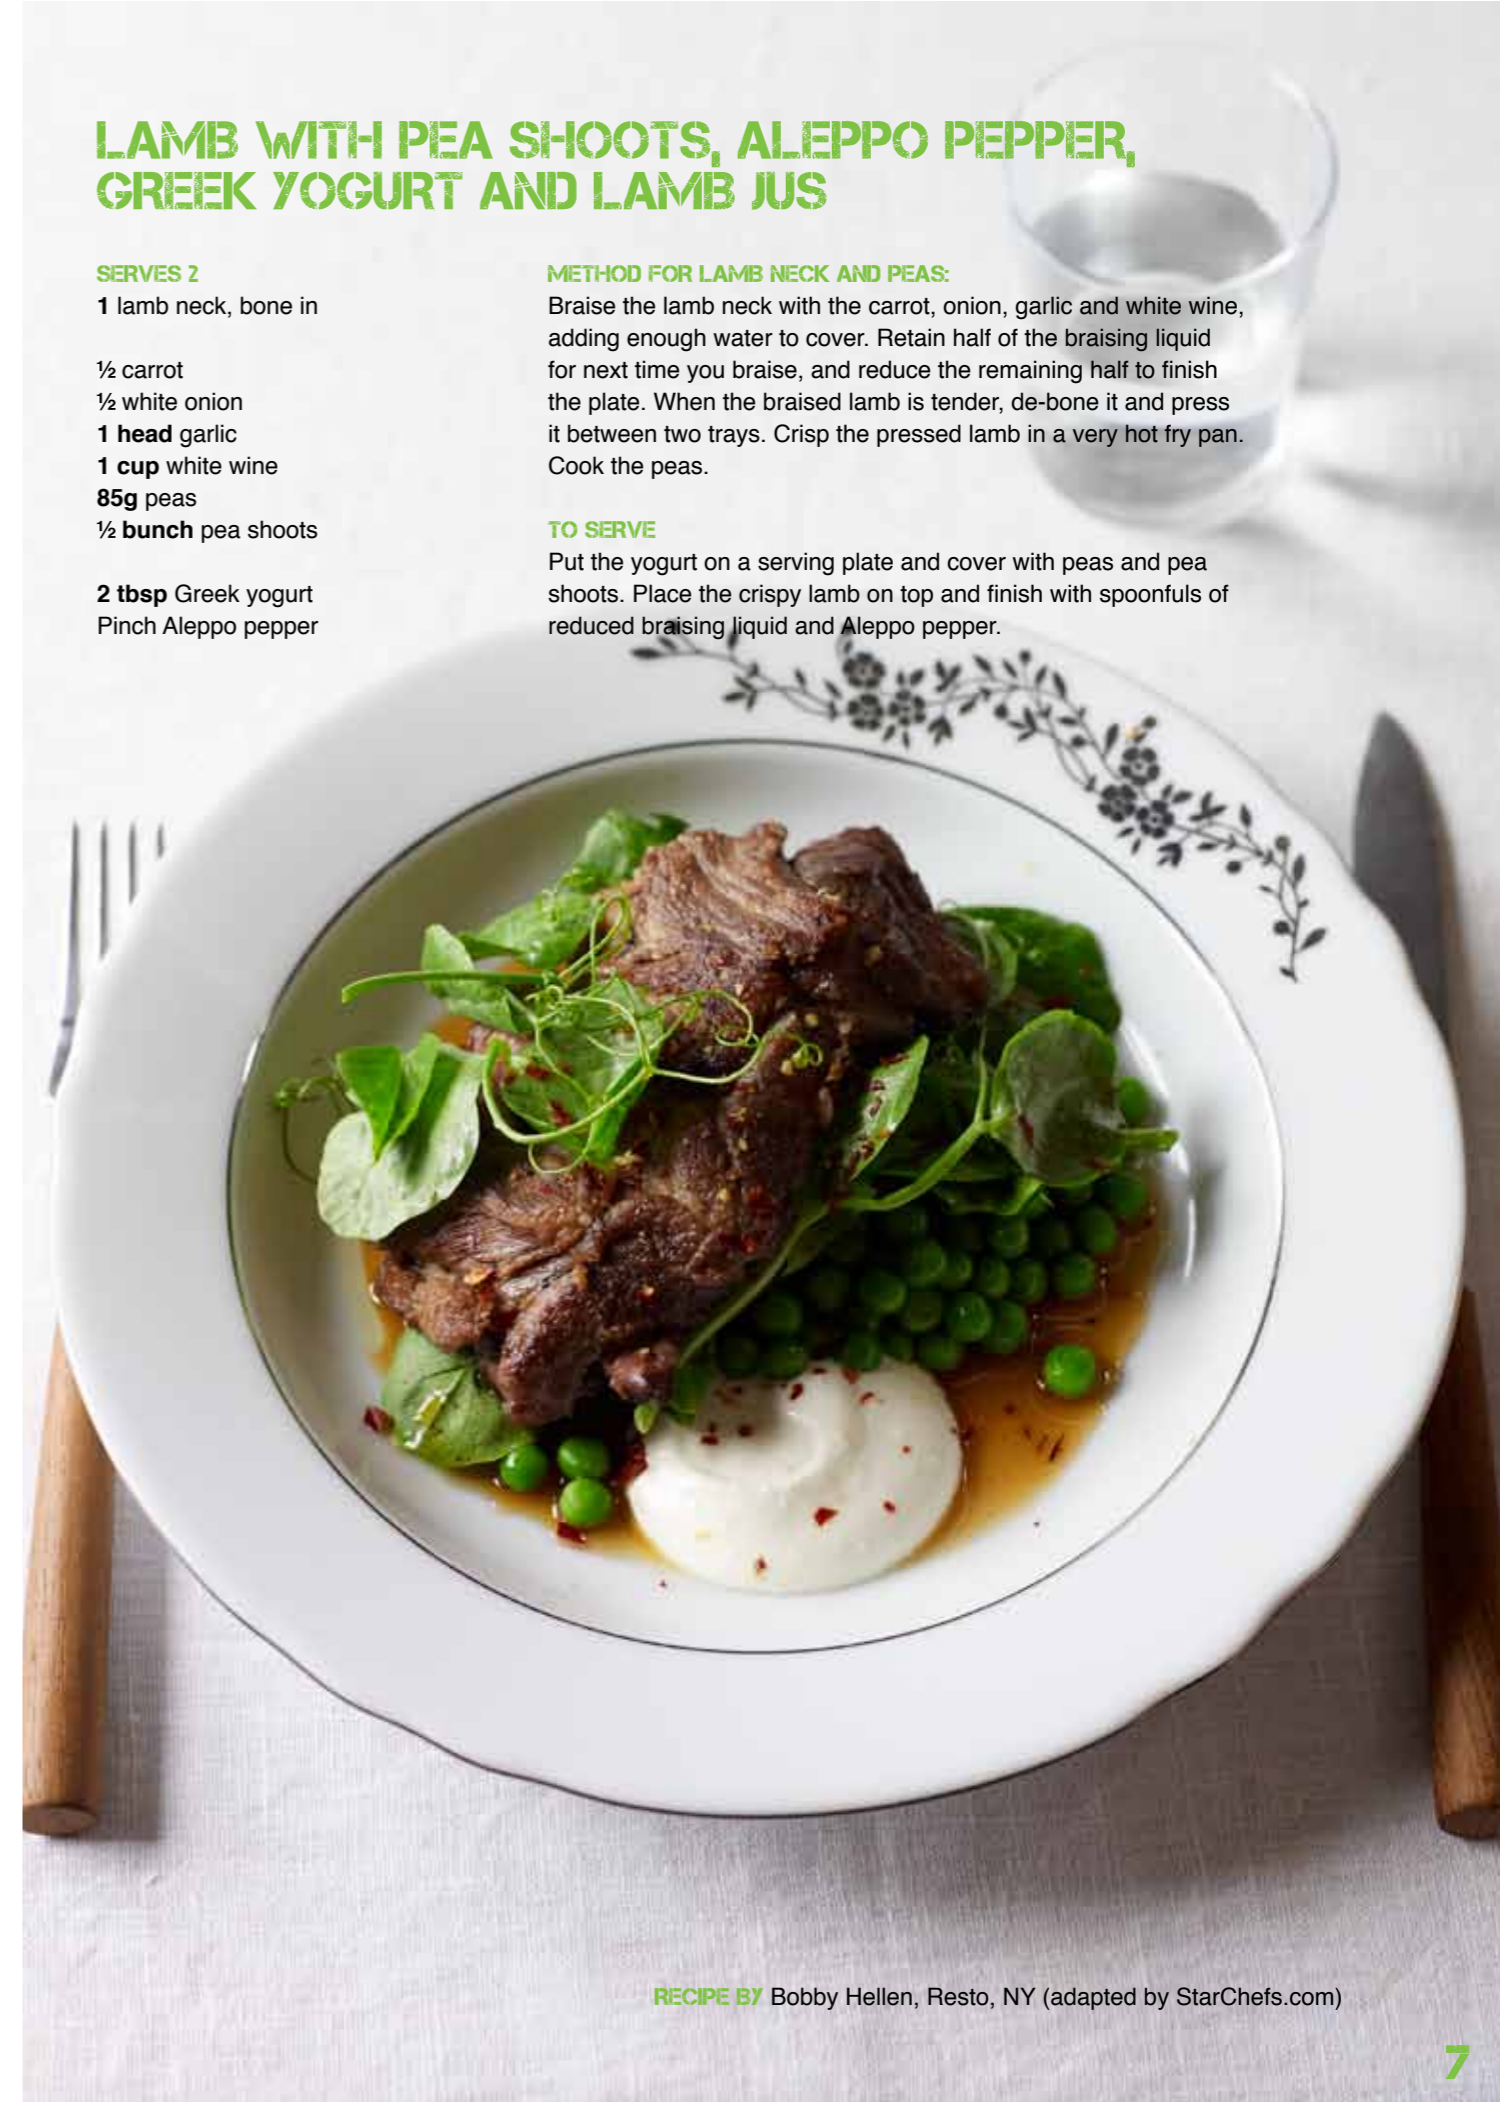 LAMB WITH PEA SHOOTS, ALEPPO PEPPER,
GREEK YOGURT AND LAMB JUS
SERVES 2
1 lamb neck, bone in
½ carrot
½ white onion
1 head garlic
1 cup white wine
85g peas
½ bunch pea shoots
2 tbsp Greek yogurt
Pinch Aleppo pepper
METHOD FOR LAMB NECK AND PEAS:
Braise the lamb neck with the carrot, onion, garlic and white wine,
adding enough water to cover. Retain half of the braising liquid
for next time you braise, and reduce the remaining half to finish
the plate. When the braised lamb is tender, de-bone it and press
it between two trays. Crisp the pressed lamb in a very hot fry pan.
Cook the peas.
TO SERVE
Put the yogurt on a serving plate and cover with peas and pea
shoots. Place the crispy lamb on top and finish with spoonfuls of
reduced braising liquid and Aleppo pepper.
RECIPE BY Bobby Hellen, Resto, NY (adapted by StarChefs.com)
7